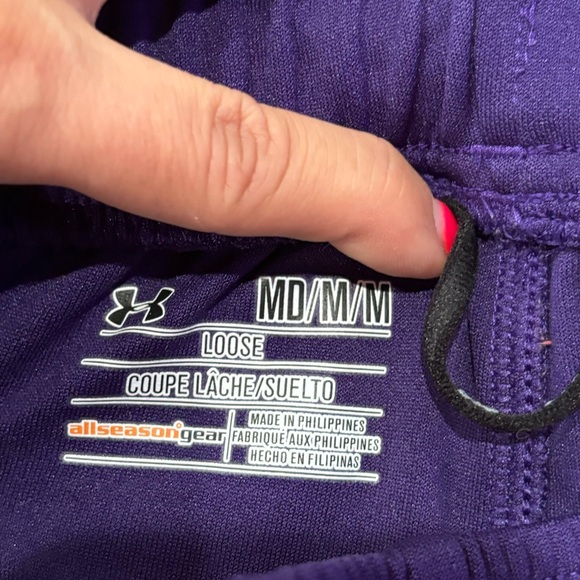 MD/M/M
LOOSE
COUPE LÂCHE/SUELTO
allseasongear
MADE IN PHILIPPINES
FABRIQUÉ AUX PHILIPPINES
HECHO EN FILIPINAS